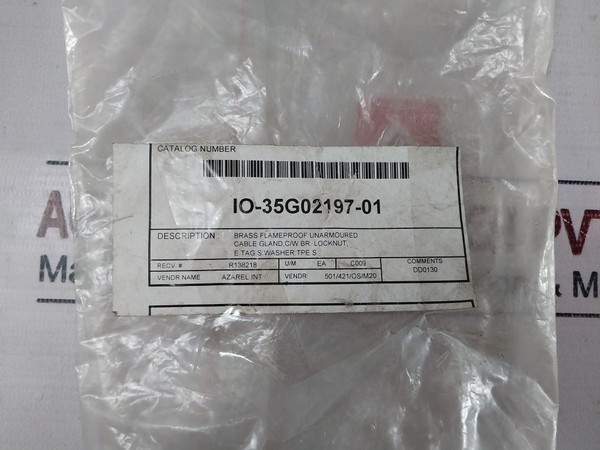 CATALOG NUMBER
IO-35G02197-01
DESCRIPTION BRASS FLAMEPROOF UNARMOURED
CABLE GLAND,C/W BR. LOCKNUT,
E.TAG S.WASHER,TPE S
RECV. # R138218 U/M EA C009 COMMENTS
VENDR NAME AZAREL INT VENDR 501/421/OS/M20 DD0130